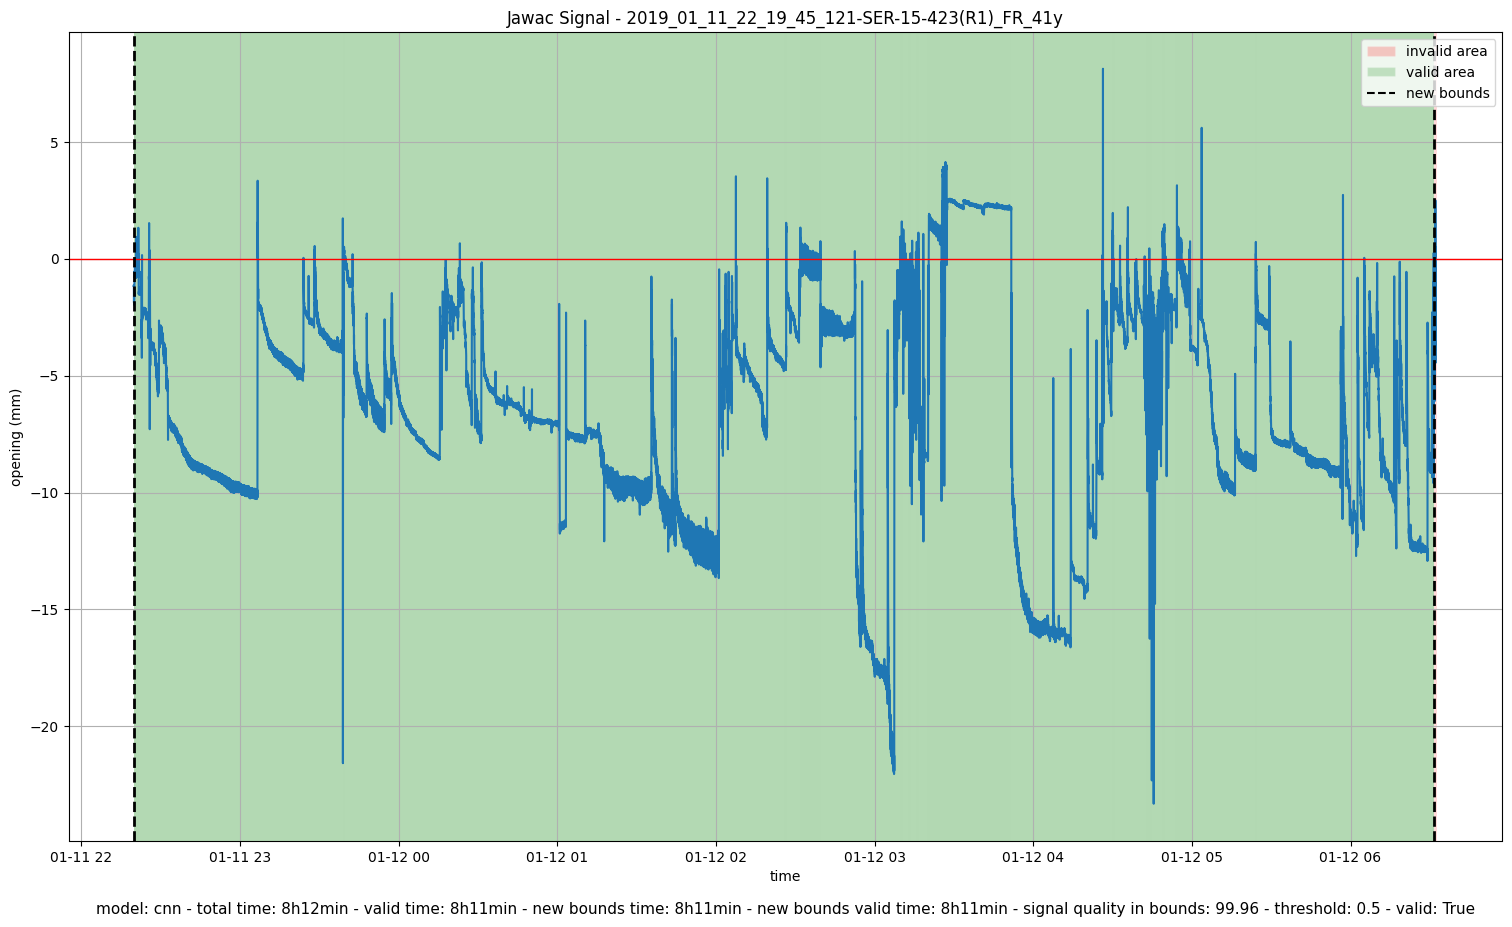 Jawac Signal - 2019_01_11_22_19_45_121-SER-15-423(R1)_FR_41y
invalid area
valid area
new bounds
opening (mm)
5
0
−5
−10
−15
−20
01-11 22
01-11 23
01-12 00
01-12 01
01-12 02
01-12 03
01-12 04
01-12 05
01-12 06
time
model: cnn - total time: 8h12min - valid time: 8h11min - new bounds time: 8h11min - new bounds valid time: 8h11min - signal quality in bounds: 99.96 - threshold: 0.5 - valid: True